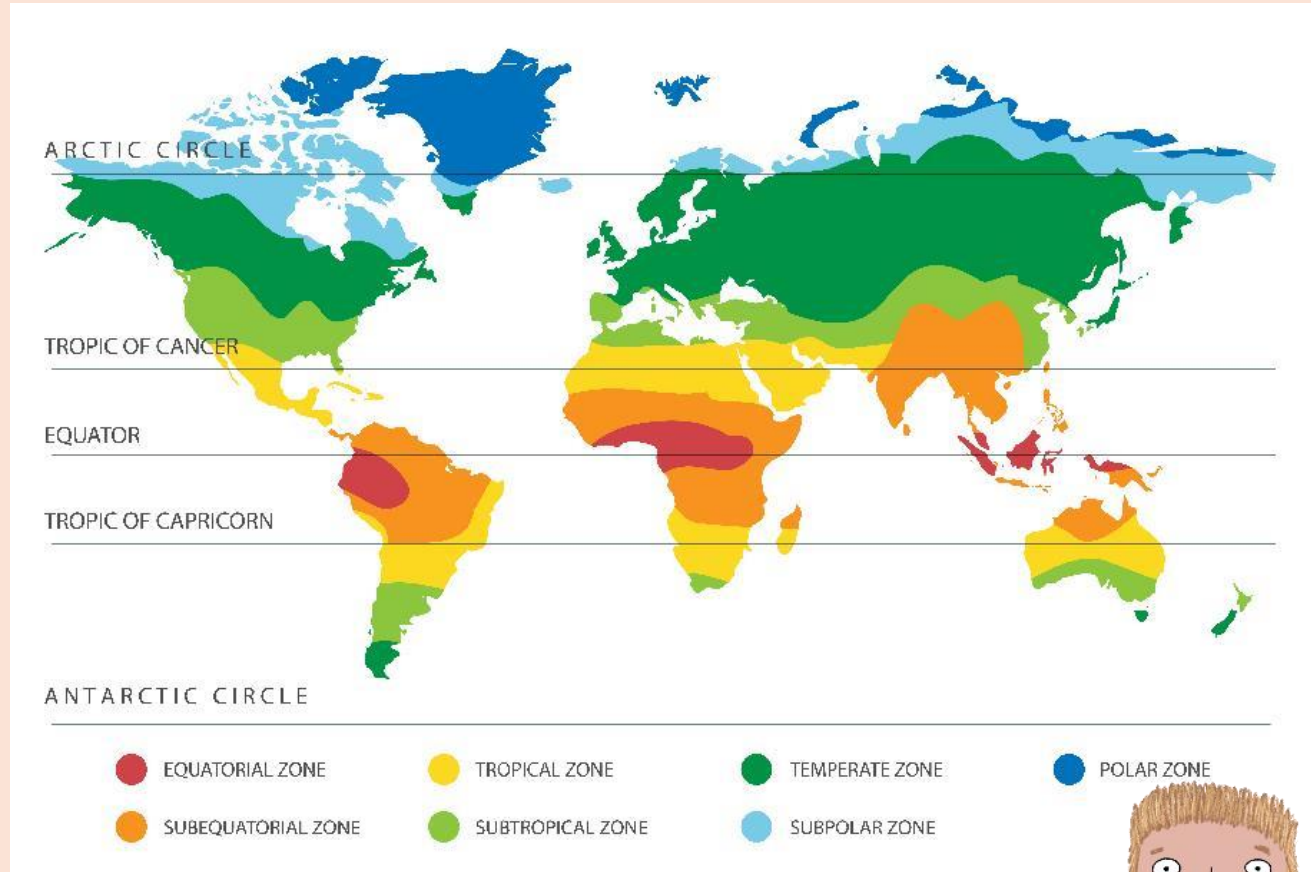 ARCTIC CIRCLE
TROPIC OF CANCER
EQUATOR
TROPIC OF CAPRICORN
ANTARCTIC CIRCLE
EQUATORIAL ZONE
TROPICAL ZONE
TEMPERATE ZONE
POLAR ZONE
SUBEQUATORIAL ZONE
SUBTROPICAL ZONE
SUBPOLAR ZONE